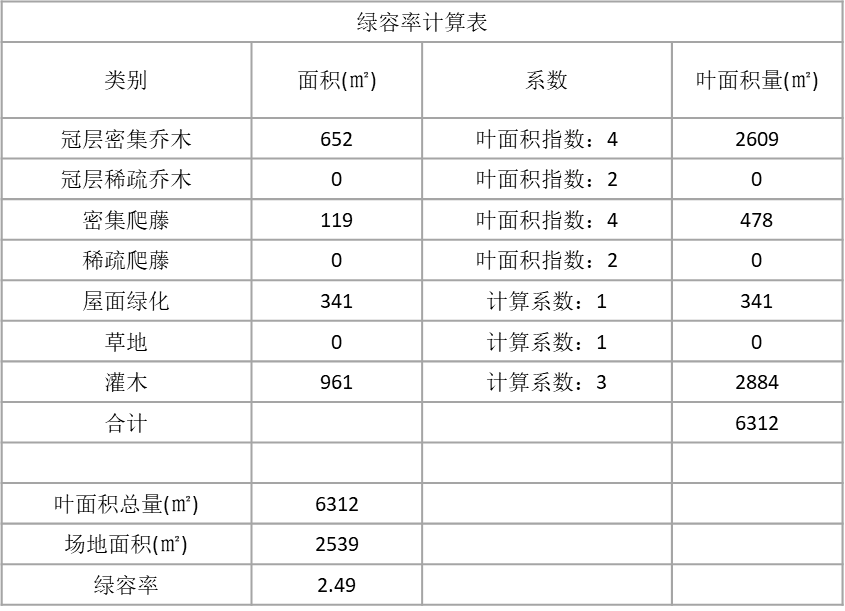 绿容率计算表
类别 面积(㎡) 系数 叶面积量(㎡)
冠层密集乔木 652 叶面积指数：4 2609
冠层稀疏乔木 0 叶面积指数：2 0
密集爬藤 119 叶面积指数：4 478
稀疏爬藤 0 叶面积指数：2 0
屋面绿化 341 计算系数：1 341
草地 0 计算系数：1 0
灌木 961 计算系数：3 2884
合计 6312
叶面积总量(㎡) 6312
场地面积(㎡) 2539
绿容率 2.49